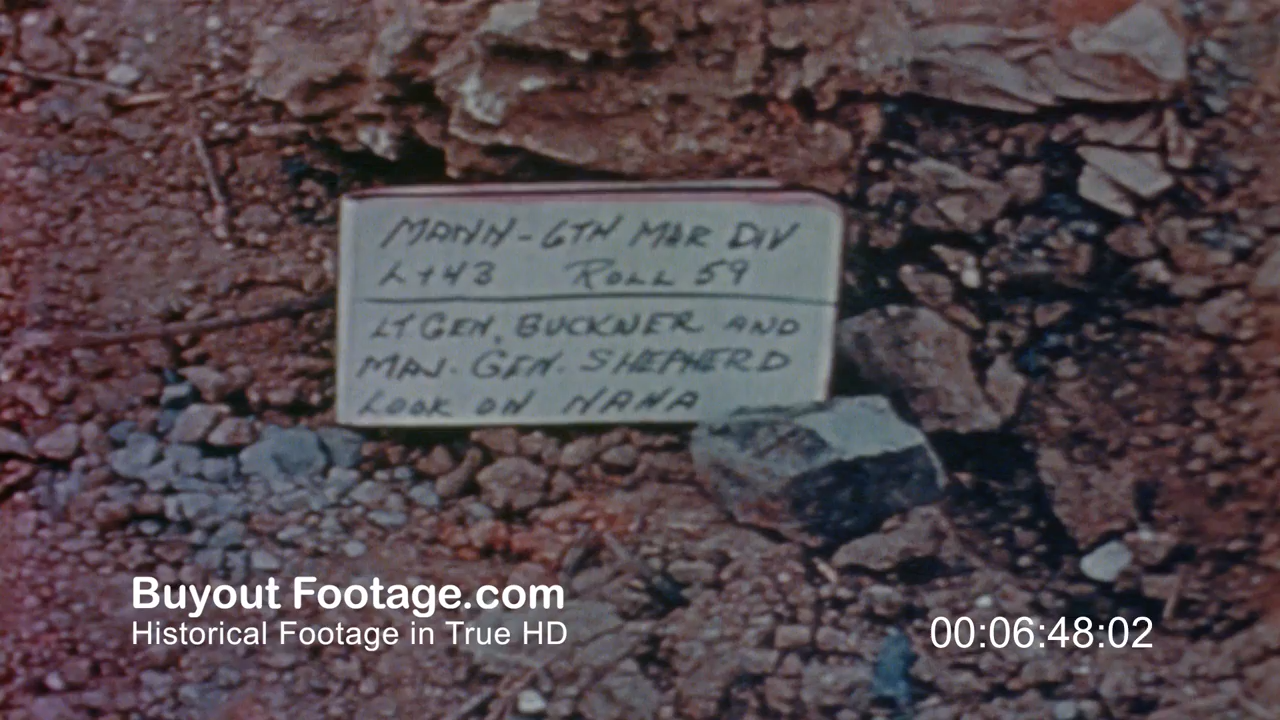 MANN - 6TH MAR DIV
L+43 ROLL 59
LT GEN. BUCKNER AND
MAJ. GEN. SHEPHERD
LOOK ON NAHA
Buyout Footage.com
Historical Footage in True HD
00:06:48:02